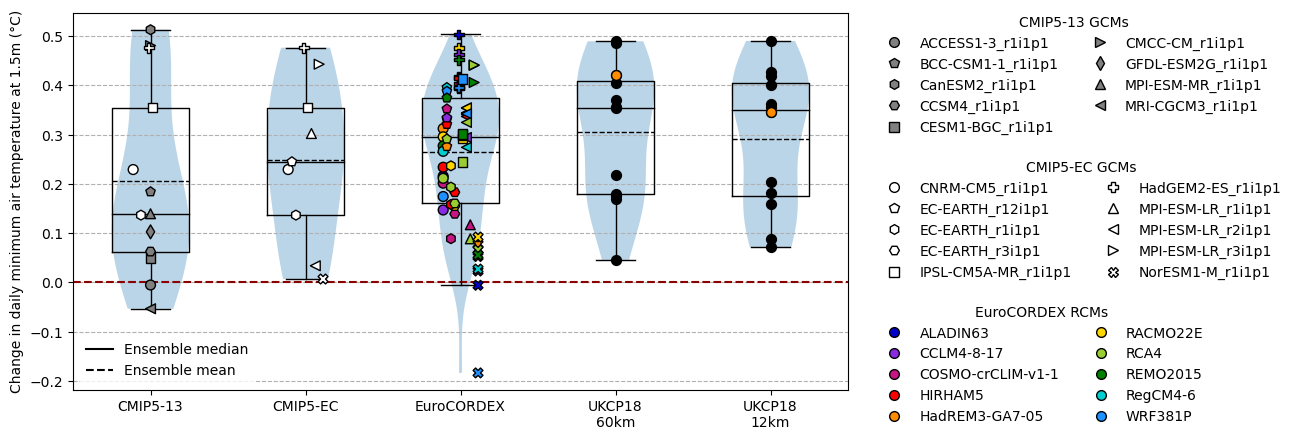 Change in daily minimum air temperature at 1.5m (°C)
0.5
0.4
0.3
0.2
0.1
0.0
−0.1
−0.2
Ensemble median
Ensemble mean
CMIP5-13
CMIP5-EC
EuroCORDEX
UKCP18
60km
UKCP18
12km
CMIP5-13 GCMs
ACCESS1-3_r1i1p1
BCC-CSM1-1_r1i1p1
CanESM2_r1i1p1
CCSM4_r1i1p1
CESM1-BGC_r1i1p1
CMCC-CM_r1i1p1
GFDL-ESM2G_r1i1p1
MPI-ESM-MR_r1i1p1
MRI-CGCM3_r1i1p1
CMIP5-EC GCMs
CNRM-CM5_r1i1p1
EC-EARTH_r12i1p1
EC-EARTH_r1i1p1
EC-EARTH_r3i1p1
IPSL-CM5A-MR_r1i1p1
HadGEM2-ES_r1i1p1
MPI-ESM-LR_r1i1p1
MPI-ESM-LR_r2i1p1
MPI-ESM-LR_r3i1p1
NorESM1-M_r1i1p1
EuroCORDEX RCMs
ALADIN63
CCLM4-8-17
COSMO-crCLIM-v1-1
HIRHAM5
HadREM3-GA7-05
RACMO22E
RCA4
REMO2015
RegCM4-6
WRF381P